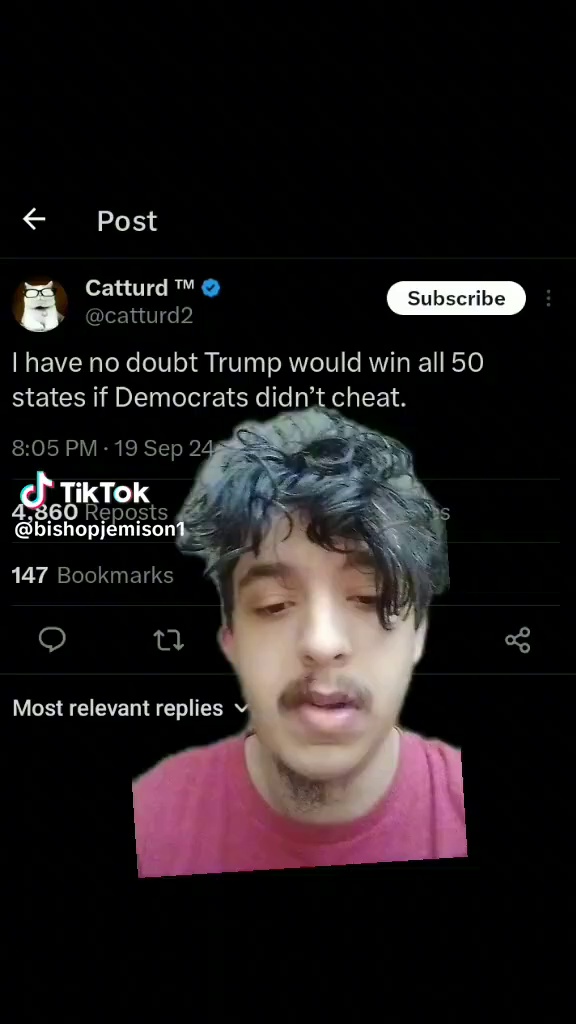 Post
Catturd ™
@catturd2
Subscribe
I have no doubt Trump would win all 50
states if Democrats didn't cheat.
8:05 PM · 19 Sep 24
TikTok
4,860 Reposts
@bishopjemison1
147 Bookmarks
Most relevant replies